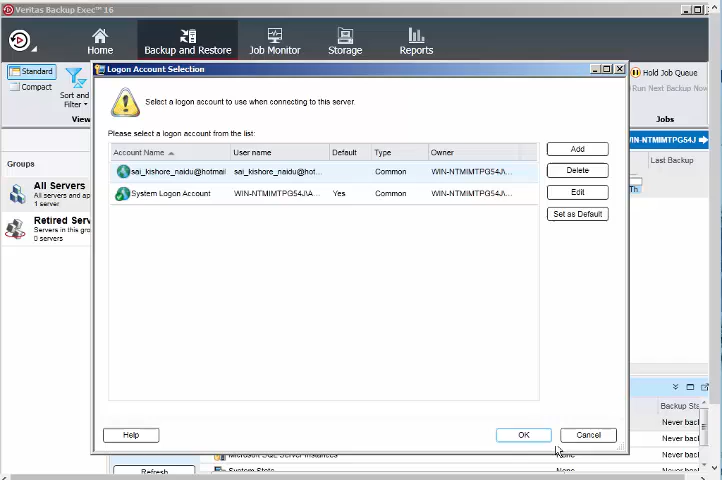 Veritas Backup Exec™ 16
Home
Backup and Restore
Job Monitor
Storage
Reports
Standard
Compact
Sort and
Filter
View
Logon Account Selection
Hold Job Queue
Run Next Backup Now
Jobs
Select a logon account to use when connecting to this server.
Please select a logon account from the list:
Account Name
User name
Default
Type
Owner
sai_kishore_naidu@hotmail
sai_kishore_naidu@hot...
Common
WIN-NTMIMTPG54J\...
System Logon Account
WIN-NTMIMTPG54J\A...
Yes
Common
WIN-NTMIMTPG54J\...
Add
Delete
Edit
Set as Default
WIN-NTMIMTPG54J
Last Backup
Th
Groups
All Servers
All servers and ap
1 server
Retired Serv
Servers in this gro
0 servers
Backup Sta
Never back
Never back
Help
OK
Cancel
Microsoft SQL Server Instances
None
Never back
System State
None
Never back
Refresh